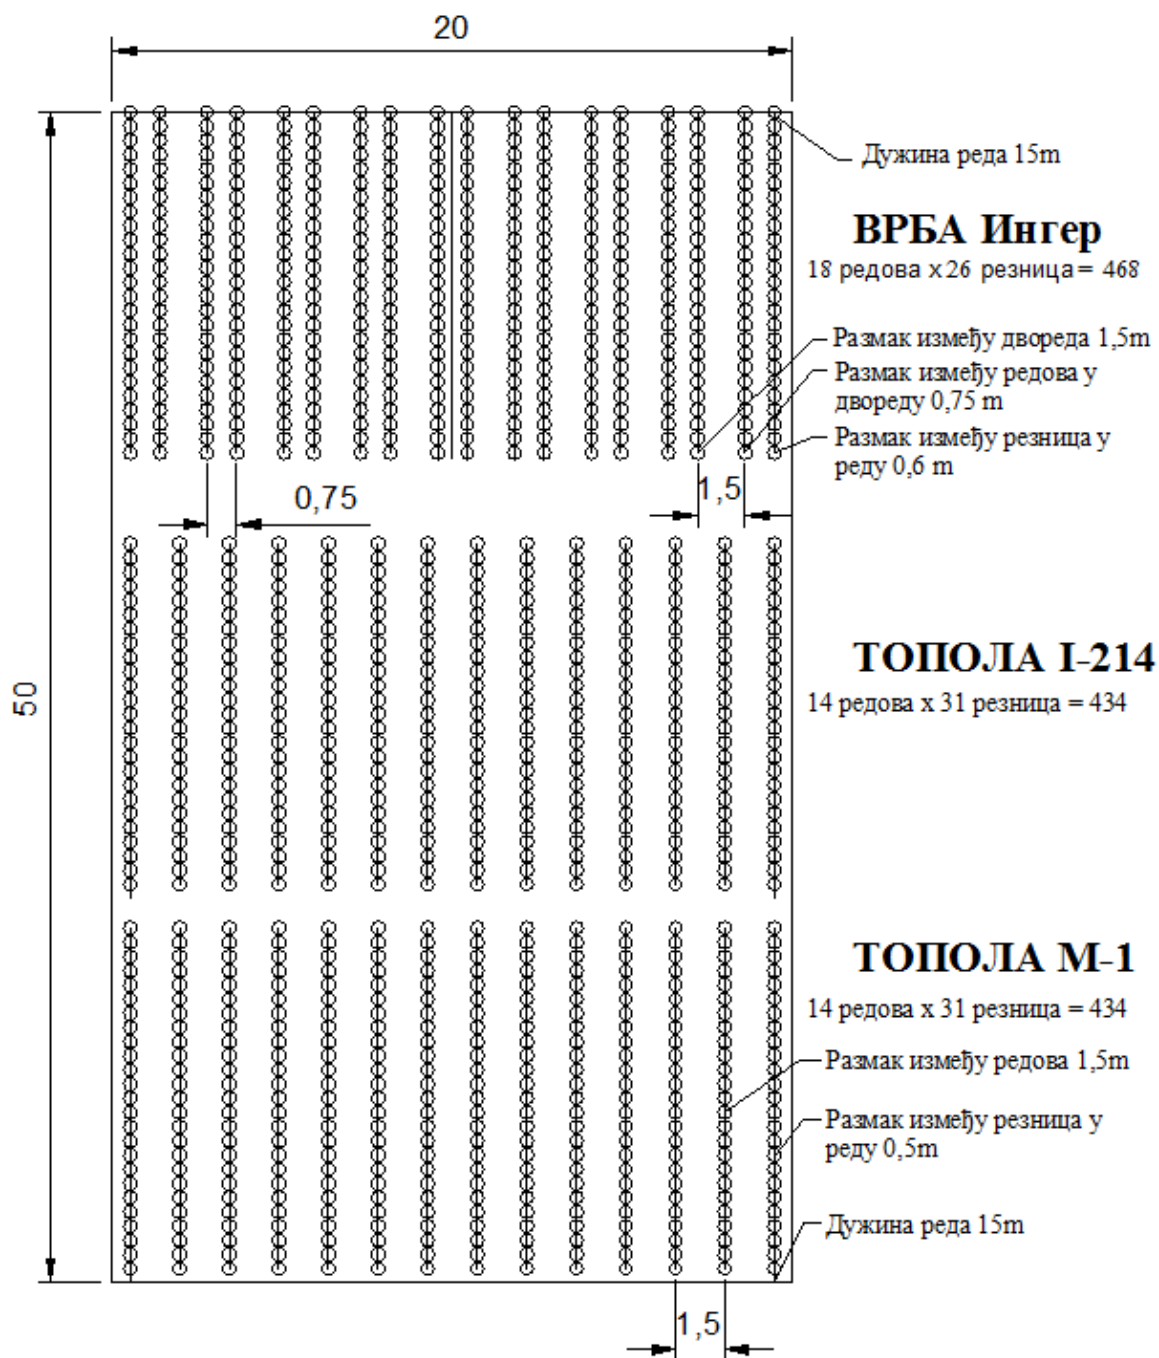 20
Дужина реда 15m
ВРБА Ингер
18 редова х 26 резница = 468
Размак између двореда 1,5m
Размак између редова у
двореду 0,75 m
Размак између резница у
реду 0,6 m
0,75
1,5
50
ТОПОЛА I-214
14 редова х 31 резница = 434
ТОПОЛА М-1
14 редова х 31 резница = 434
Размак између редова 1,5m
Размак између резница у
реду 0,5m
Дужина реда 15m
1,5